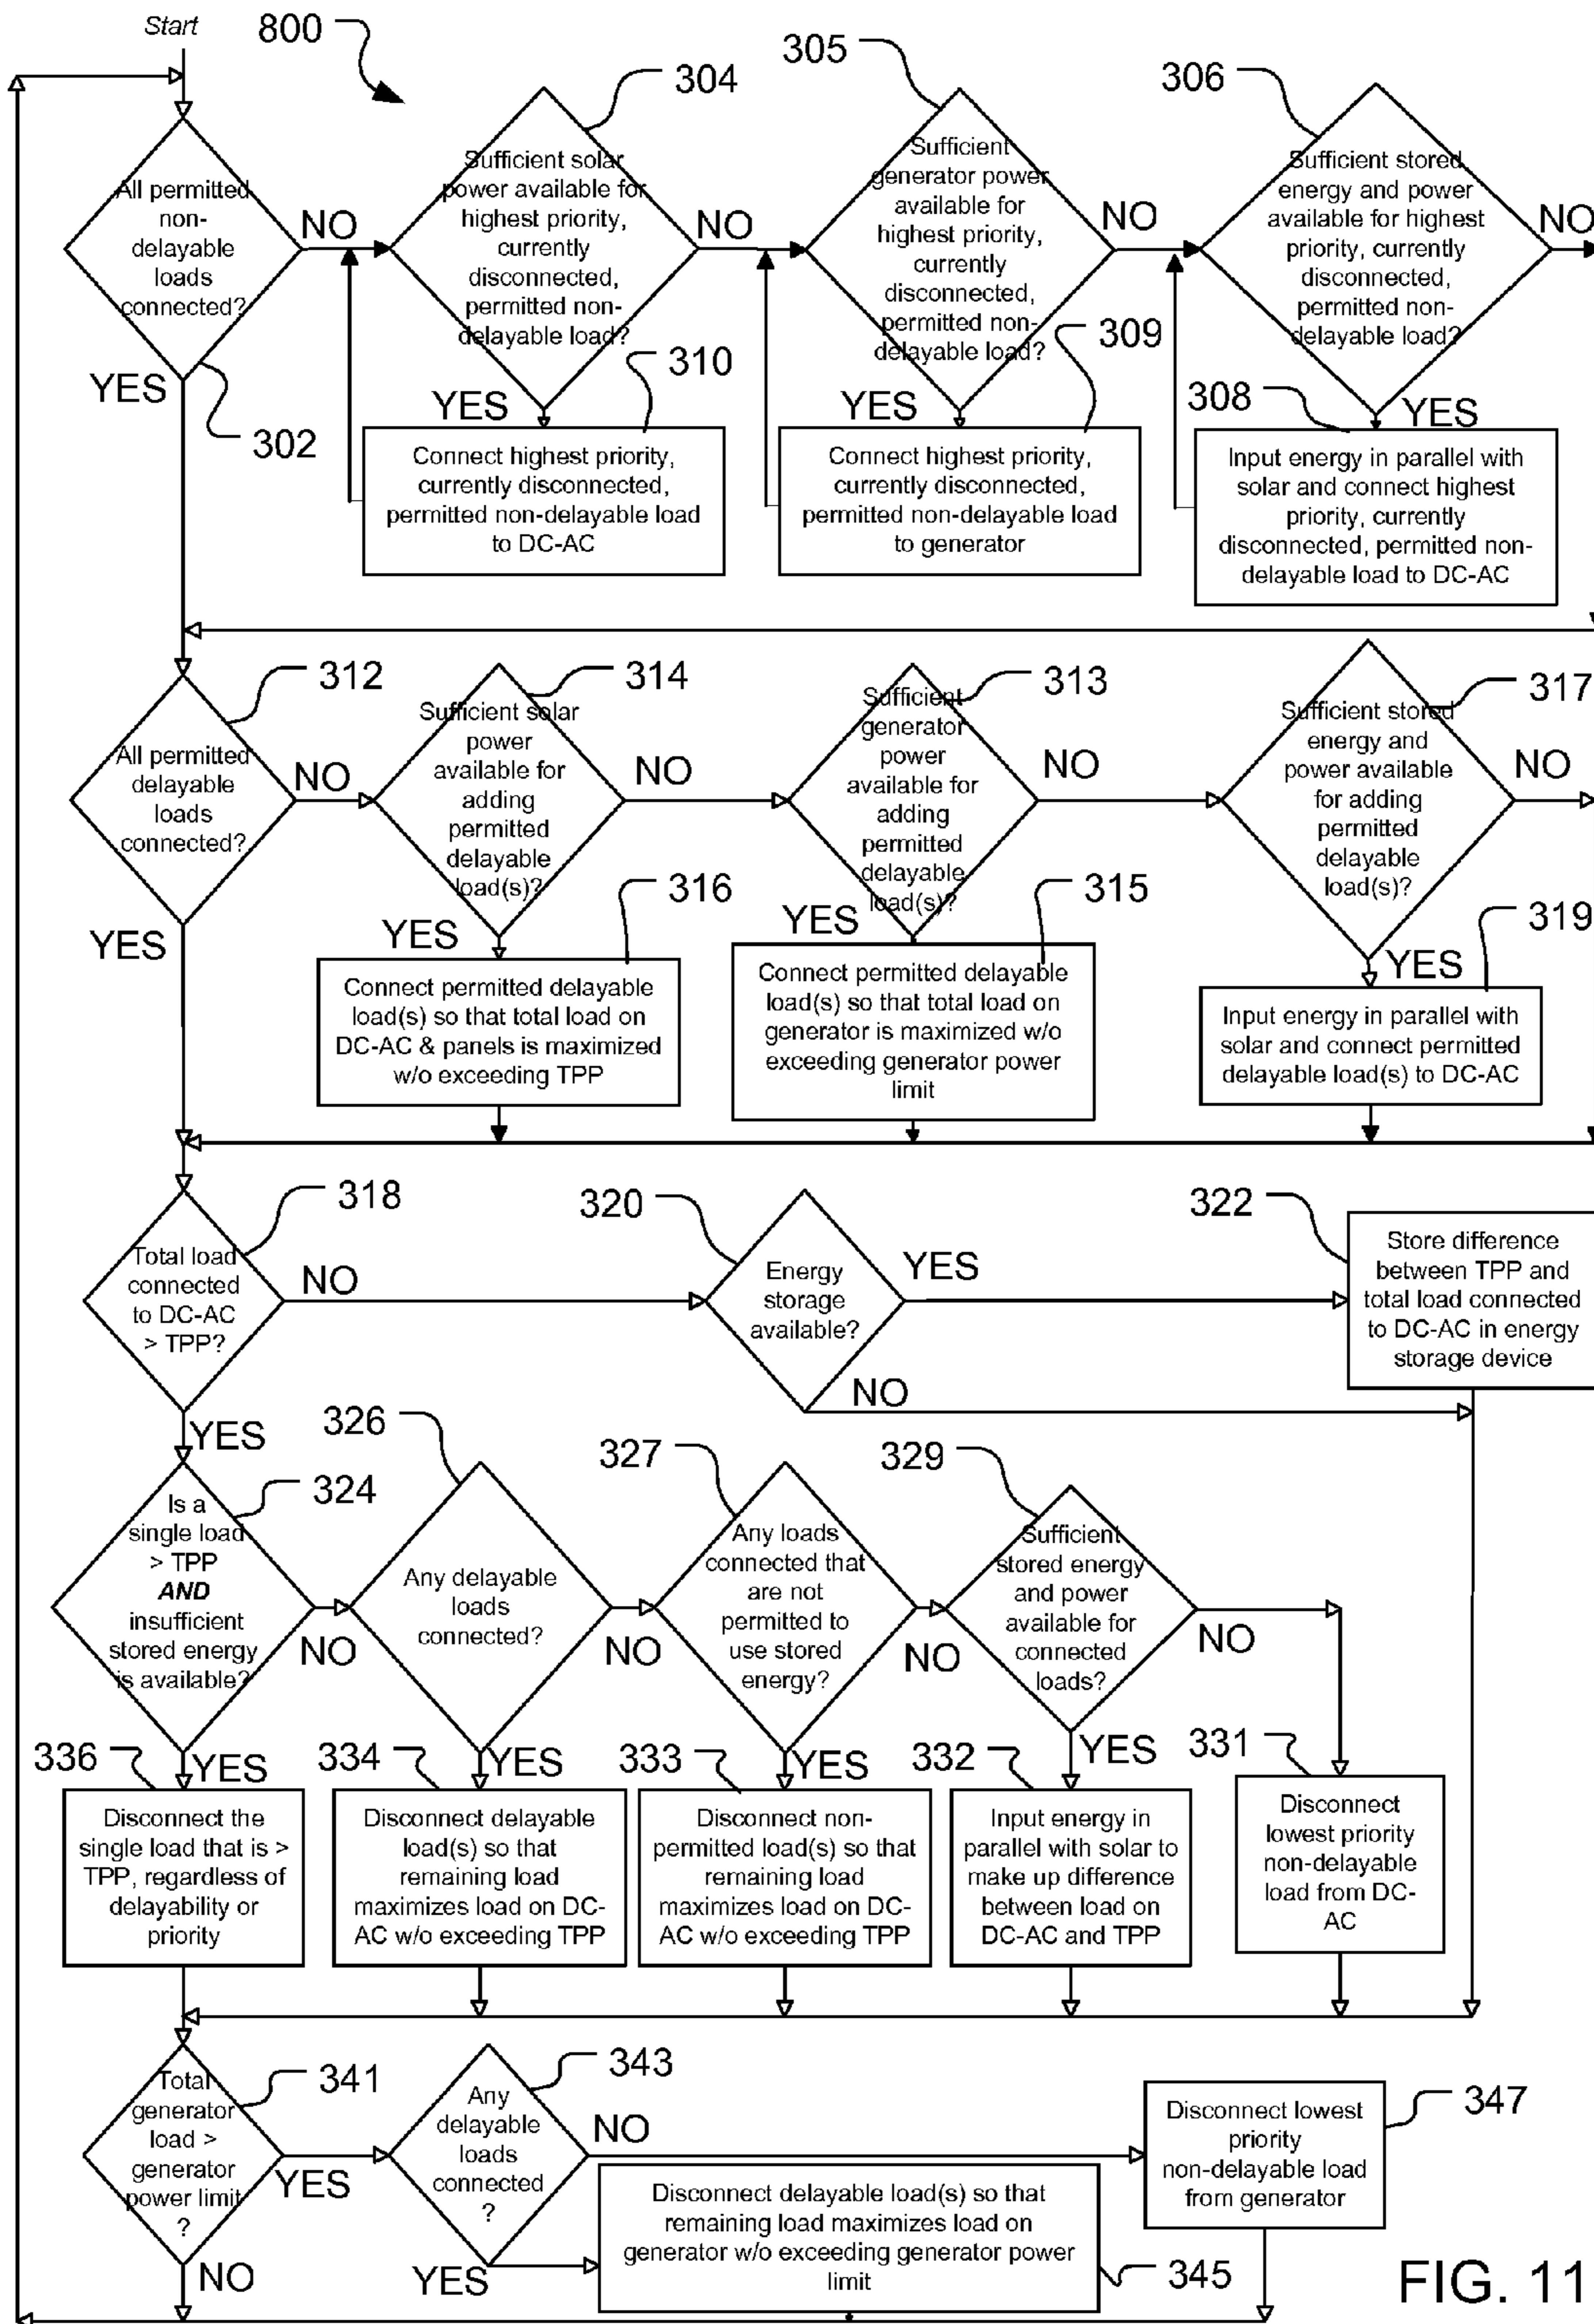 Start
800
304
305
306
All permitted
non-
delayable
loads
connected?
NO
Sufficient solar
power available for
highest priority,
currently
disconnected,
permitted non-
delayable load?
NO
Sufficient
generator power
available for
highest priority,
currently
disconnected,
permitted non-
delayable load?
NO
Sufficient stored
energy and power
available for highest
priority, currently
disconnected,
permitted non-
delayable load?
NO
YES
302
YES
310
YES
309
308
YES
Connect highest priority,
currently disconnected,
permitted non-delayable load
to DC-AC
Connect highest priority,
currently disconnected,
permitted non-delayable load
to generator
Input energy in parallel with
solar and connect highest
priority, currently
disconnected, permitted non-
delayable load to DC-AC
312
314
313
317
All permitted
delayable
loads
connected?
NO
Sufficient solar
power
available for
adding
permitted
delayable
load(s)?
NO
Sufficient
generator
power
available for
adding
permitted
delayable
load(s)?
NO
Sufficient stored
energy and
power available
for adding
permitted
delayable
load(s)?
NO
YES
YES
316
YES
315
YES
319
Connect permitted delayable
load(s) so that total load on
DC-AC & panels is maximized
w/o exceeding TPP
Connect permitted delayable
load(s) so that total load on
generator is maximized w/o
exceeding generator power
limit
Input energy in parallel with
solar and connect permitted
delayable load(s) to DC-AC
318
320
322
Total load
connected
to DC-AC
> TPP?
NO
Energy
storage
available?
YES
NO
Store difference
between TPP and
total load connected
to DC-AC in energy
storage device
YES
324
326
327
329
Is a
single load
> TPP
AND
insufficient
stored energy
is available?
NO
Any delayable
loads
connected?
NO
Any loads
connected that
are not
permitted to
use stored
energy?
NO
Sufficient
stored energy
and power
available for
connected
loads?
NO
336
YES
334
YES
333
YES
332
YES
331
Disconnect the
single load that is >
TPP, regardless of
delayability or
priority
Disconnect delayable
load(s) so that
remaining load
maximizes load on DC-
AC w/o exceeding TPP
Disconnect non-
permitted load(s) so that
remaining load
maximizes load on DC-
AC w/o exceeding TPP
Input energy in
parallel with solar to
make up difference
between load on
DC-AC and TPP
Disconnect
lowest priority
non-delayable
load from DC-
AC
341
343
347
Total
generator
load >
generator
power limit
?
YES
Any
delayable
loads
connected
?
NO
Disconnect lowest
priority
non-delayable load
from generator
NO
YES
Disconnect delayable load(s) so that
remaining load maximizes load on
generator w/o exceeding generator power
limit
345
FIG. 11